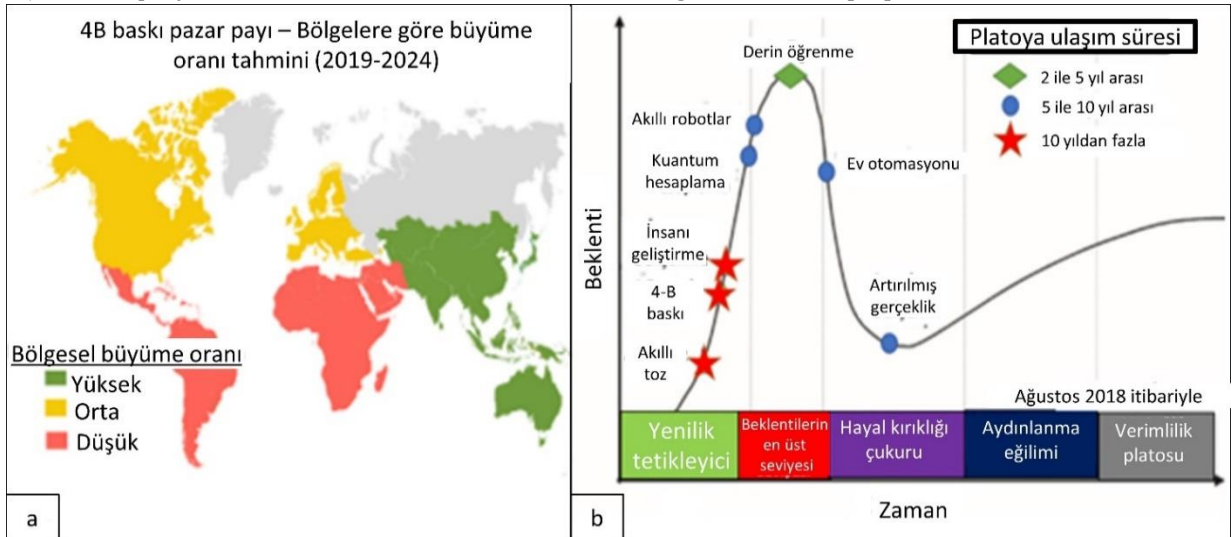 4B baskı pazar payı – Bölgelere göre büyüme
oranı tahmini (2019-2024)
Bölgesel büyüme oranı
Yüksek
Orta
Düşük
a
Beklenti
Platoya ulaşım süresi
2 ile 5 yıl arası
5 ile 10 yıl arası
10 yıldan fazla
Derin öğrenme
Akıllı robotlar
Kuantum
hesaplama
Ev otomasyonu
İnsanı
geliştirme
4-B
baskı
Artırılmış
gerçeklik
Akıllı
toz
Ağustos 2018 itibariyle
Yenilik
tetikleyici
Beklentilerin
en üst
seviyesi
Hayal kırıklığı
çukuru
Aydınlanma
eğilimi
Verimlilik
platosu
b
Zaman